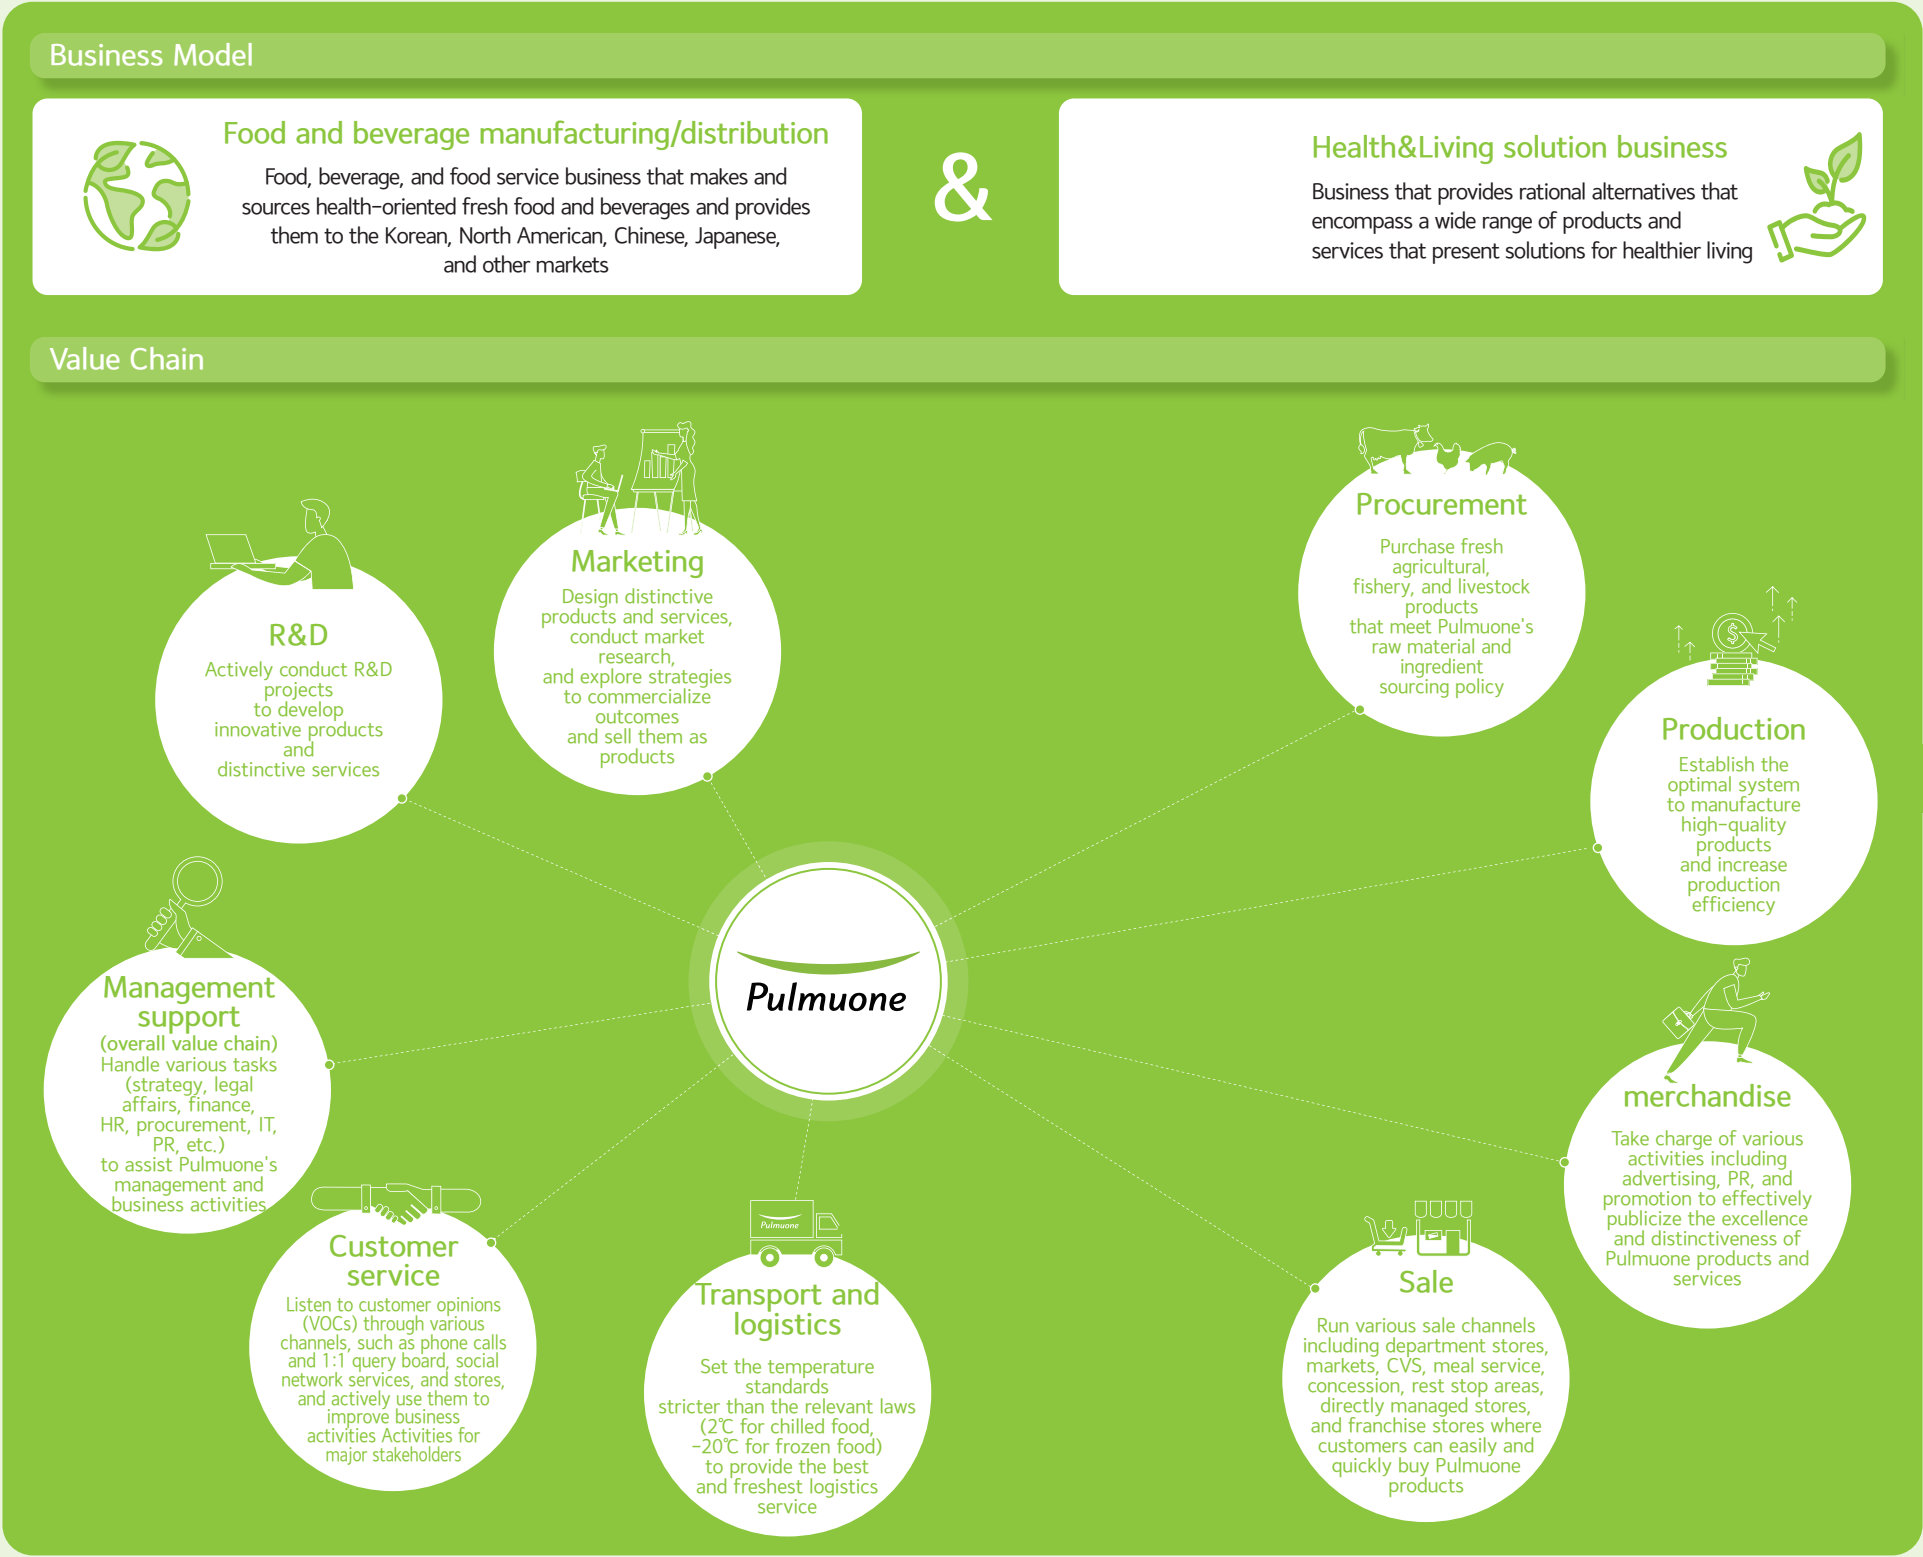 Business Model
Food and beverage manufacturing/distribution
Food, beverage, and food service business that makes and
sources health-oriented fresh food and beverages and provides
them to the Korean, North American, Chinese, Japanese,
and other markets
&
Health&Living solution business
Business that provides rational alternatives that
encompass a wide range of products and
services that present solutions for healthier living
Value Chain
R&D
Actively conduct R&D
projects
to develop
innovative products
and
distinctive services
Marketing
Design distinctive
products and services,
conduct market
research,
and explore strategies
to commercialize
outcomes
and sell them as
products
Procurement
Purchase fresh
agricultural,
fishery, and livestock
products
that meet Pulmuone's
raw material and
ingredient
sourcing policy
$
Production
Establish the
optimal system
to manufacture
high-quality
products
and increase
production
efficiency
Pulmuone
Management
support
(overall value chain)
Handle various tasks
(strategy, legal
affairs, finance,
HR, procurement, IT,
PR, etc.)
to assist Pulmuone's
management and
business activities
merchandise
Take charge of various
activities including
advertising, PR, and
promotion to effectively
publicize the excellence
and distinctiveness of
Pulmuone products and
services
Customer
service
Listen to customer opinions
(VOCs) through various
channels, such as phone calls
and 1:1 query board, social
network services, and stores,
and actively use them to
improve business
activities Activities for
major stakeholders
Pulmuone
Transport and
logistics
Set the temperature
standards
stricter than the relevant laws
(2℃ for chilled food,
-20℃ for frozen food)
to provide the best
and freshest logistics
service
Sale
Run various sale channels
including department stores,
markets, CVS, meal service,
concession, rest stop areas,
directly managed stores,
and franchise stores where
customers can easily and
quickly buy Pulmuone
products